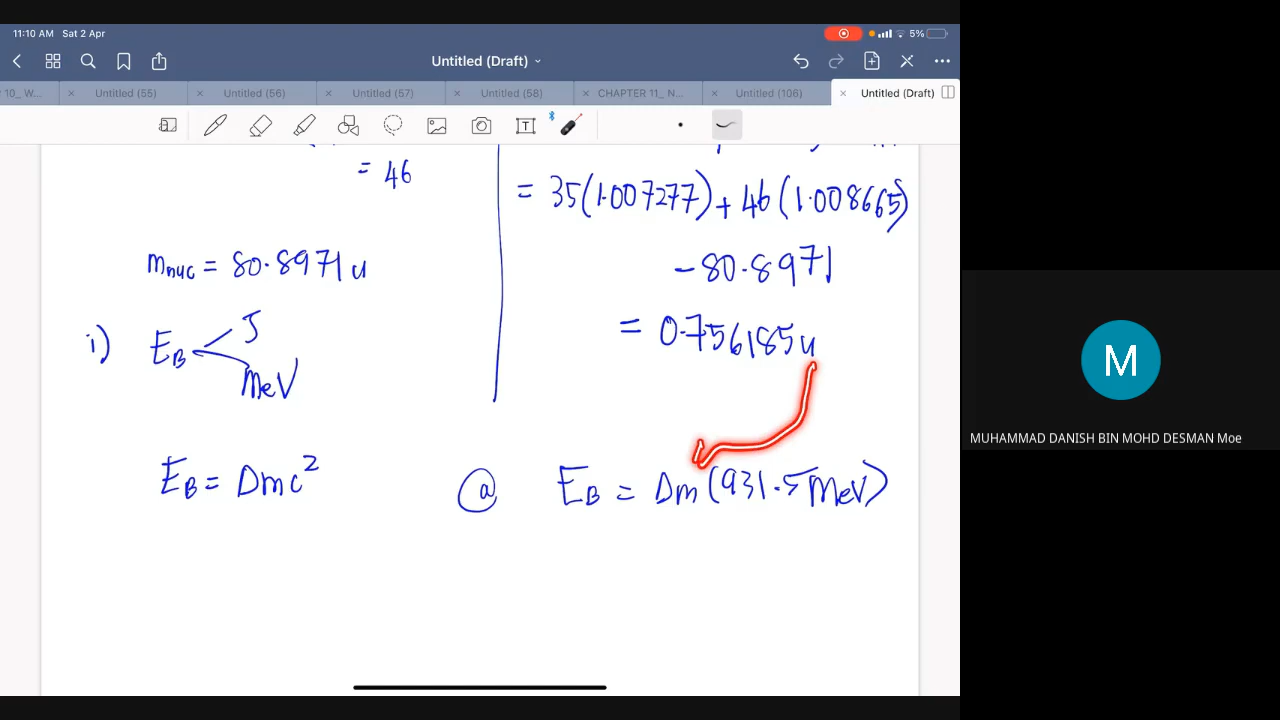 11:10 AM Sat 2 Apr
5%
Untitled (Draft)
10_ W...
Untitled (55)
Untitled (56)
Untitled (57)
Untitled (58)
CHAPTER 11_ N...
Untitled (106)
Untitled (Draft)
= 46
m nuc = 80.8971 u
i) E_B < J
MeV
= 35(1.007277) + 46(1.008665)
- 80.8971
= 0.756185u
E_B = Δmc²
@
E_B = Δm(931.5 MeV)
M
MUHAMMAD DANISH BIN MOHD DESMAN Moe